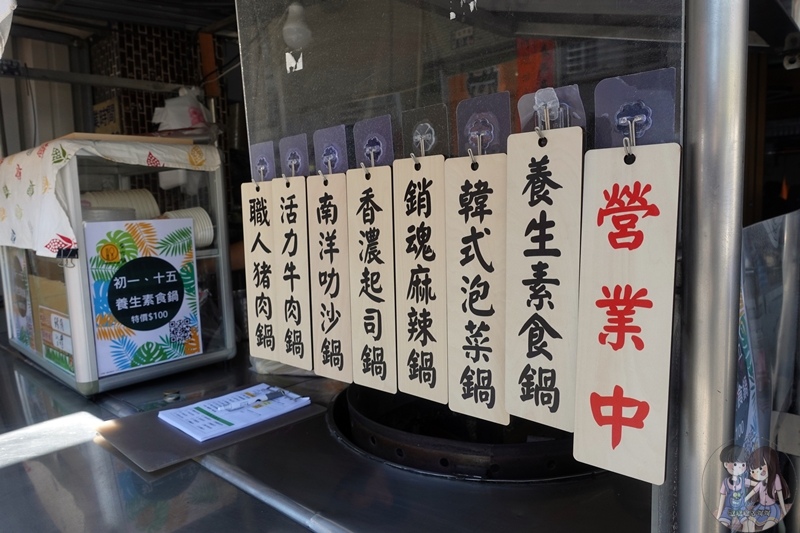 營業中
養生素食鍋
韓式泡菜鍋
銷魂麻辣鍋
香濃起司鍋
南洋叻沙鍋
活力牛肉鍋
職人猪肉鍋
初一、十五
養生素食鍋
特價$100